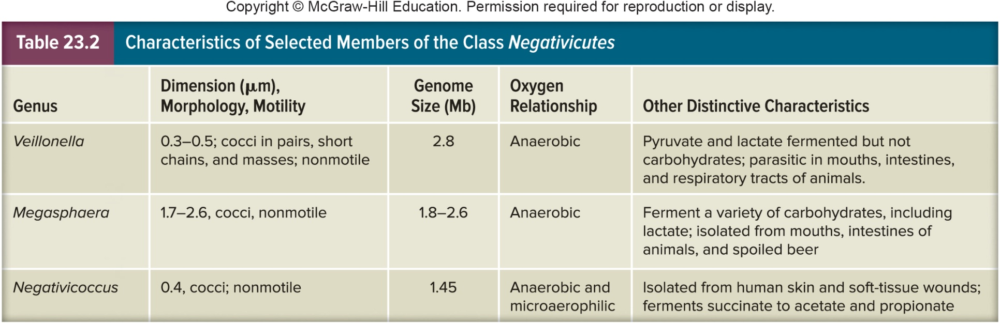 Copyright © McGraw-Hill Education. Permission required for reproduction or display.
Table 23.2 Characteristics of Selected Members of the Class Negativicutes
Genus
Dimension (μm),
Morphology, Motility
Genome
Size (Mb)
Oxygen
Relationship
Other Distinctive Characteristics
Veillonella
0.3–0.5; cocci in pairs, short
chains, and masses; nonmotile
2.8
Anaerobic
Pyruvate and lactate fermented but not
carbohydrates; parasitic in mouths, intestines,
and respiratory tracts of animals.
Megasphaera
1.7–2.6, cocci, nonmotile
1.8–2.6
Anaerobic
Ferment a variety of carbohydrates, including
lactate; isolated from mouths, intestines of
animals, and spoiled beer
Negativicoccus
0.4, cocci; nonmotile
1.45
Anaerobic and
microaerophilic
Isolated from human skin and soft-tissue wounds;
ferments succinate to acetate and propionate